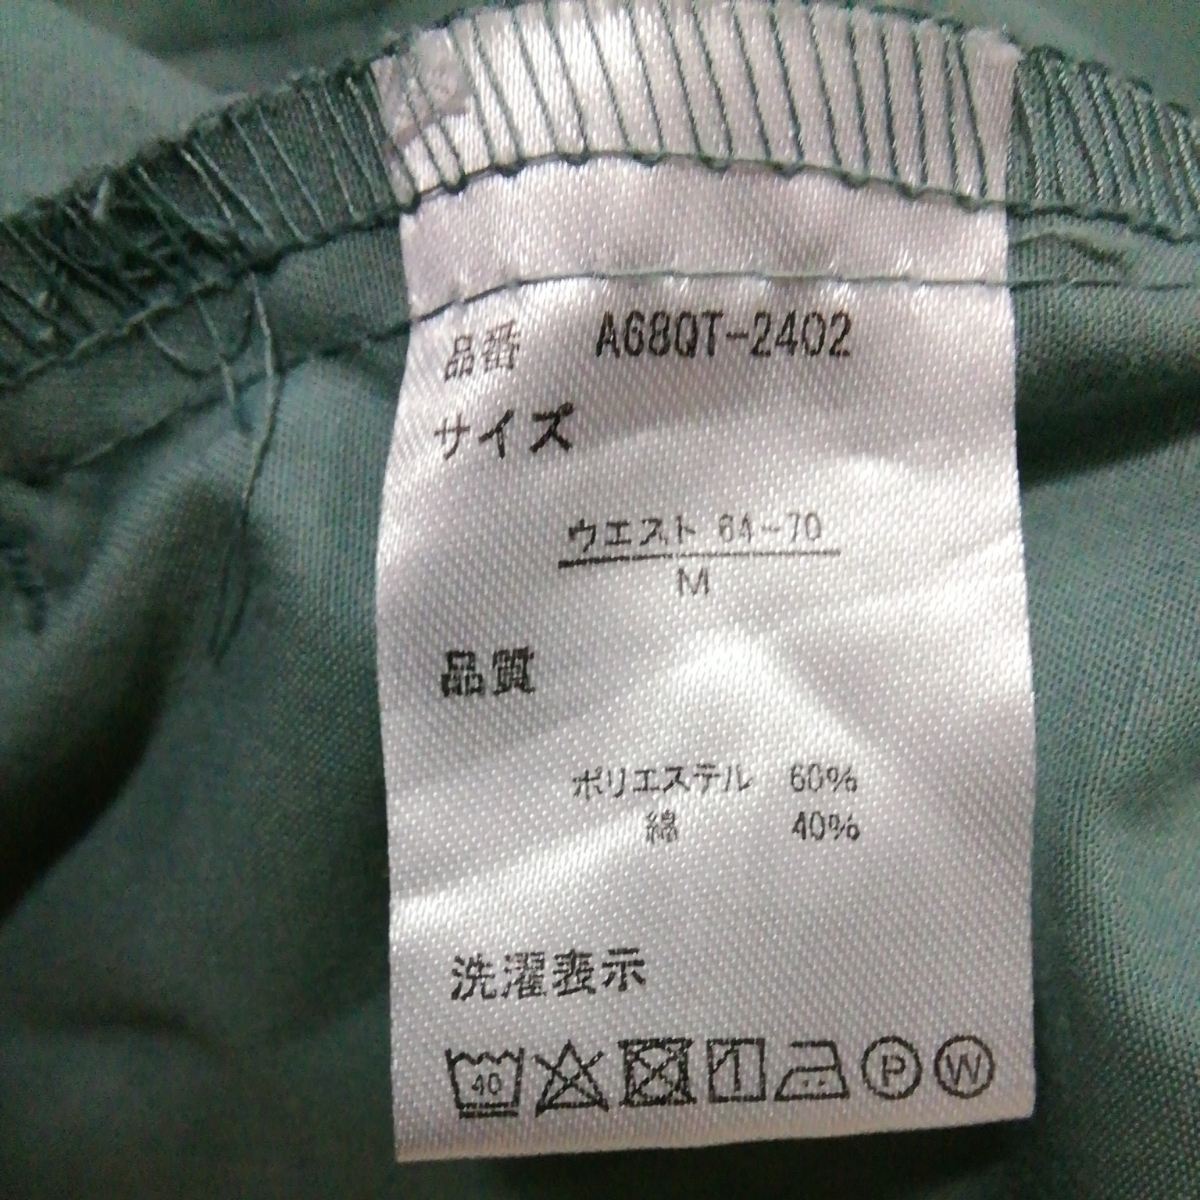 品番 A68QT-2402
サイズ
ウエスト 64-70
M
品質
ポリエステル 60%
綿 40%
洗濯表示
40 P W